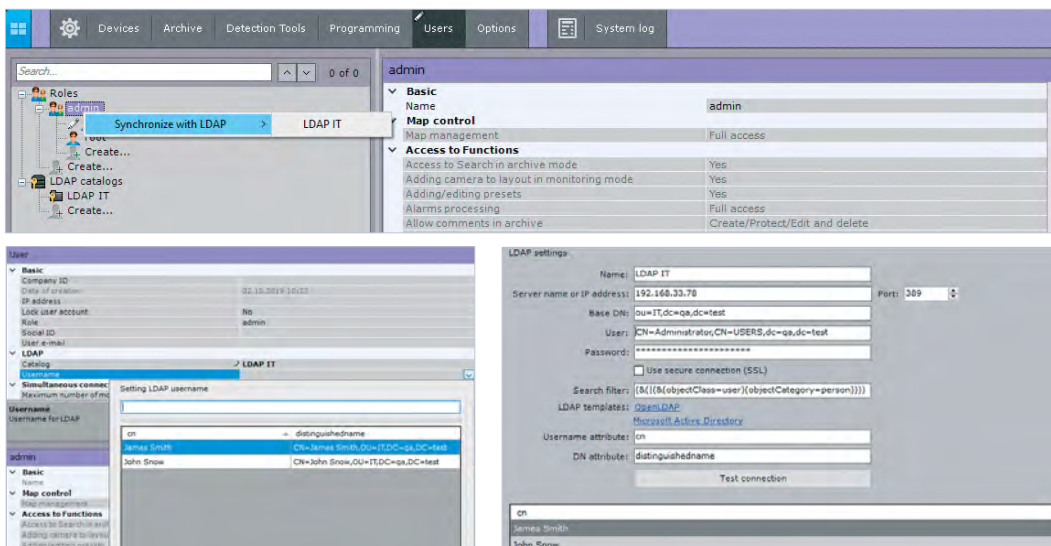 Devices Archive Detection Tools Programming Users Options System log
Search... 0 of 0
Roles
admin
Synchronize with LDAP > LDAP IT
root
Create...
Create...
LDAP catalogs
LDAP IT
Create...
admin
Basic
Name admin
Map control
Map management Full access
Access to Functions
Access to Search in archive mode Yes
Adding camera to layout in monitoring mode Yes
Adding/editing presets Yes
Alarms processing Full access
Allow comments in archive Create/Protect/Edit and delete
User
Basic
Company ID
Date of creation
IP address
Lock user account No
Role admin
Social ID
User e-mail
LDAP
Catalog LDAP IT
Username
Simultaneous connec
Maximum number of mo
Username
Username for LDAP
Setting LDAP username
cn distinguishedname
James Smith CN=James Smith,OU=IT,DC=qa,DC=test
John Snow CN=John Snow,OU=IT,DC=qa,DC=test
admin
Basic
Name
Map control
Map management
Access to Functions
LDAP settings
Name: LDAP IT
Server name or IP address: 192.168.33.78 Port: 389
Base DN: ou=IT,dc=qa,dc=test
User: CN=Administrator,CN=USERS,dc=qa,dc=test
Password: **********************
Use secure connection (SSL)
Search filter: (&(|(&(objectClass=user)(objectCategory=person))))
LDAP templates: OpenLDAP
Microsoft Active Directory
Username attribute: cn
DN attribute: distinguishedname
Test connection
cn
James Smith
John Snow